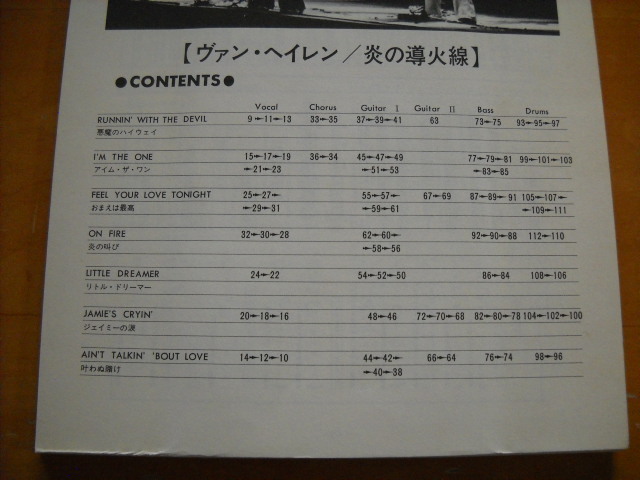 【ヴァン・ヘイレン／炎の導火線】
●CONTENTS●
Vocal Chorus Guitar I Guitar II Bass Drums
RUNNIN' WITH THE DEVIL 9➛11➛13 33➛35 37➛39➛41 63 73➛75 93➛95➛97
悪魔のハイウェイ
I'M THE ONE 15➛17➛19 36➛34 45➛47➛49 77➛79➛81 99➛101➛103
アイム・ザ・ワン ➛21➛23 ➛51➛53 ➛83➛85
FEEL YOUR LOVE TONIGHT 25➛27➛ 55➛57➛ 67➛69 87➛89➛91 105➛107➛
おまえは最高 ➛29➛31 ➛59➛61 ➛109➛111
ON FIRE 32➛30➛28 62➛60➛ 92➛90➛88 112➛110
炎の叫び ➛58➛56
LITTLE DREAMER 24➛22 54➛52➛50 86➛84 108➛106
リトル・ドリーマー
JAMIE'S CRYIN' 20➛18➛16 48➛46 72➛70➛68 82➛80➛78 104➛102➛100
ジェイミーの涙
AIN'T TALKIN' 'BOUT LOVE 14➛12➛10 44➛42➛ 66➛64 76➛74 98➛96
叶わぬ賭け ➛40➛38